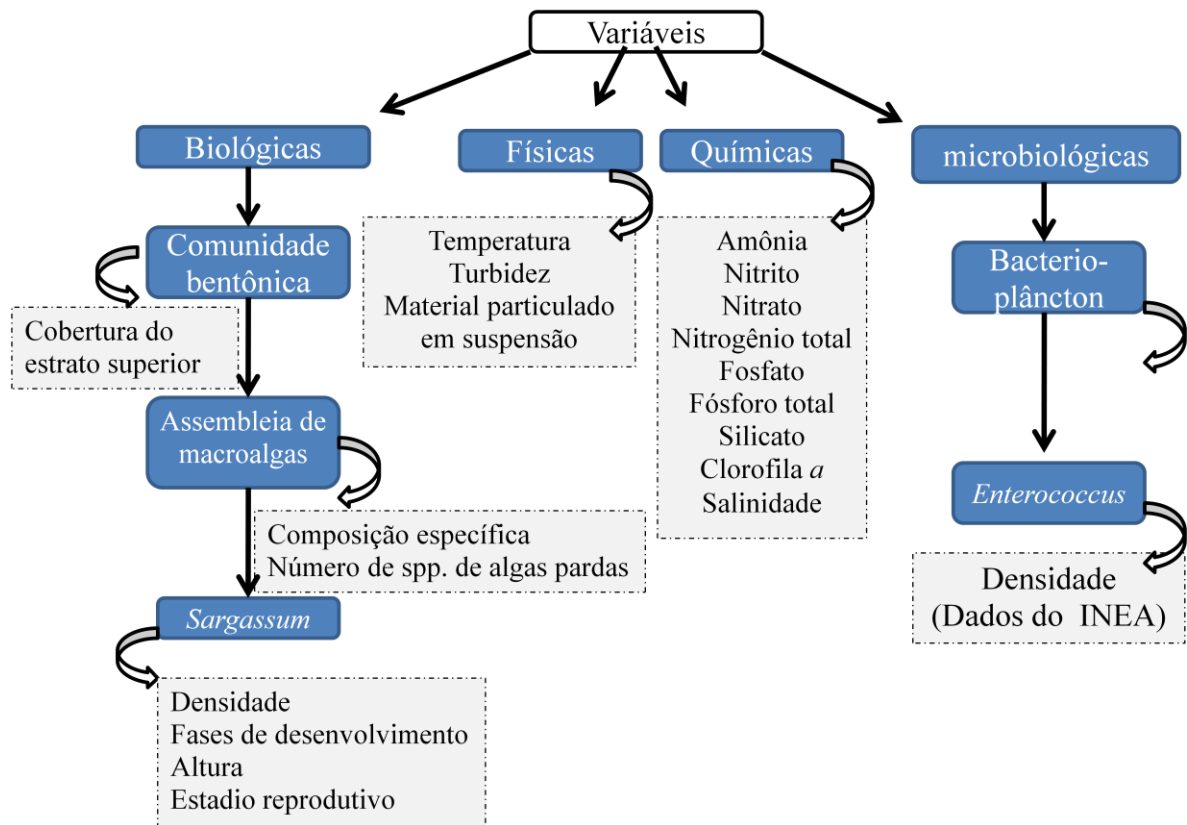 Variáveis
Biológicas
Físicas
Químicas
microbiológicas
Comunidade
bentônica
Cobertura do
estrato superior
Assembleia de
macroalgas
Composição específica
Número de spp. de algas pardas
Sargassum
Densidade
Fases de desenvolvimento
Altura
Estadio reprodutivo
Temperatura
Turbidez
Material particulado
em suspensão
Amônia
Nitrito
Nitrato
Nitrogênio total
Fosfato
Fósforo total
Silicato
Clorofila a
Salinidade
Bacterio-
plâncton
Enterococcus
Densidade
(Dados do INEA)